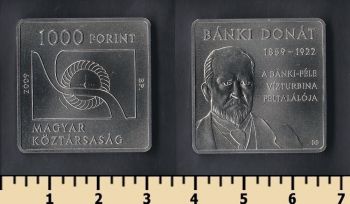 1000 FORINT
2009
BP.
MAGYAR
KÖZTÁRSASÁG
BÁNKI DONÁT
1859-1922
A BÁNKI-FÉLE
VÍZTURBINA
FELTALÁLÓJA
1 2 3 4 5 6 7